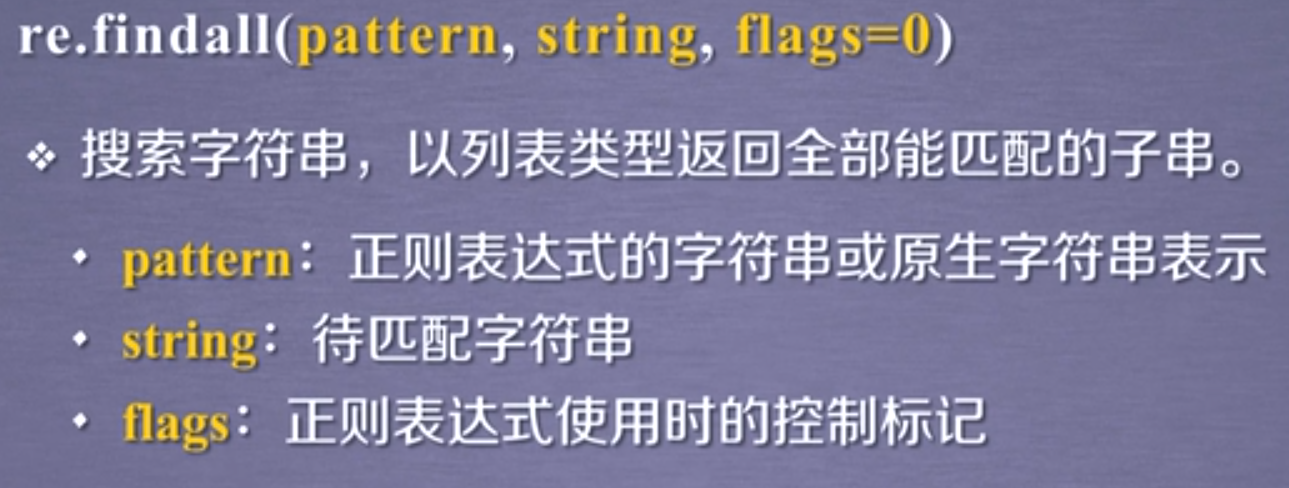 re.findall(pattern, string, flags=0)
❖ 搜索字符串，以列表类型返回全部能匹配的子串。
• pattern：正则表达式的字符串或原生字符串表示
• string：待匹配字符串
• flags：正则表达式使用时的控制标记